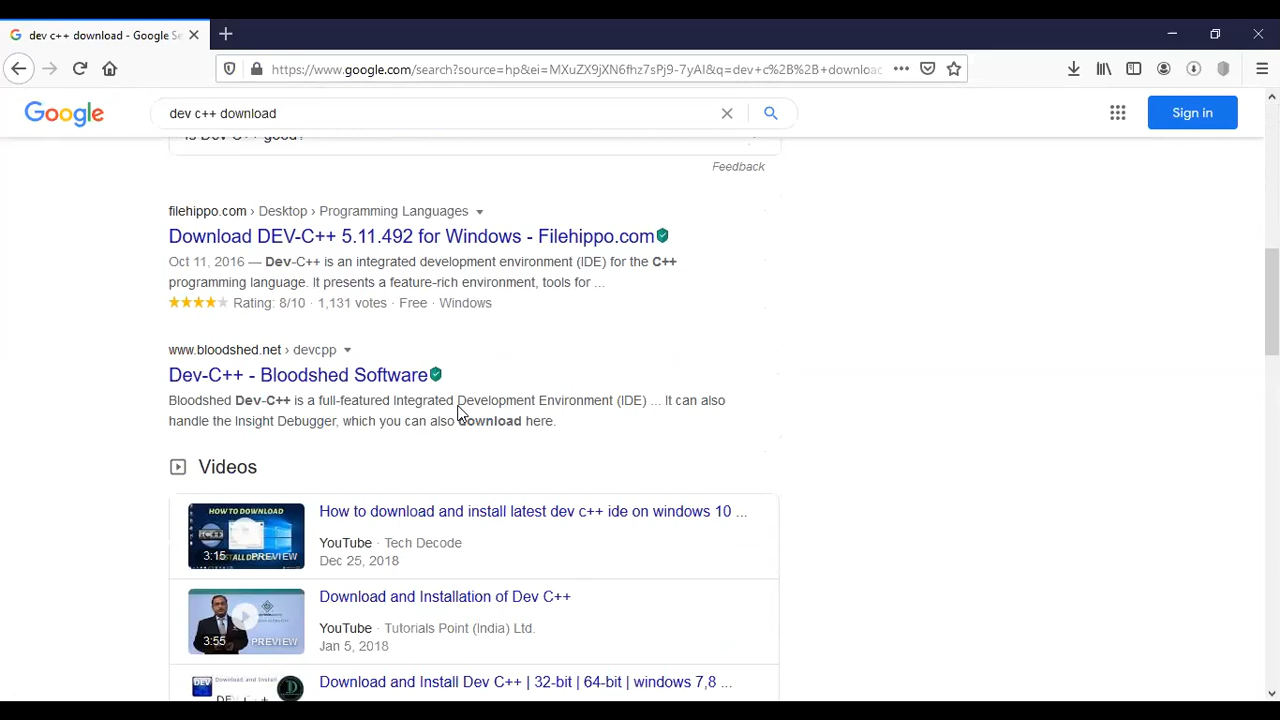 dev c++ download - Google Se
https://www.google.com/search?source=hp&ei=MXuZX9jXN6fhz7sPj9-7yAI&q=dev+c%2B%2B+downloac
Google
dev c++ download
Sign in
Is Dev C++ good?
Feedback
filehippo.com › Desktop › Programming Languages
Download DEV-C++ 5.11.492 for Windows - Filehippo.com
Oct 11, 2016 — Dev-C++ is an integrated development environment (IDE) for the C++
programming language. It presents a feature-rich environment, tools for ...
Rating: 8/10 · 1,131 votes · Free · Windows
www.bloodshed.net › devcpp
Dev-C++ - Bloodshed Software
Bloodshed Dev-C++ is a full-featured Integrated Development Environment (IDE) ... It can also
handle the Insight Debugger, which you can also download here.
Videos
HOW TO DOWNLOAD
3:15
PREVIEW
How to download and install latest dev c++ ide on windows 10 ...
YouTube · Tech Decode
Dec 25, 2018
3:55
PREVIEW
Download and Installation of Dev C++
YouTube · Tutorials Point (India) Ltd.
Jan 5, 2018
Download and Install Dev C++ | 32-bit | 64-bit | windows 7,8 ...